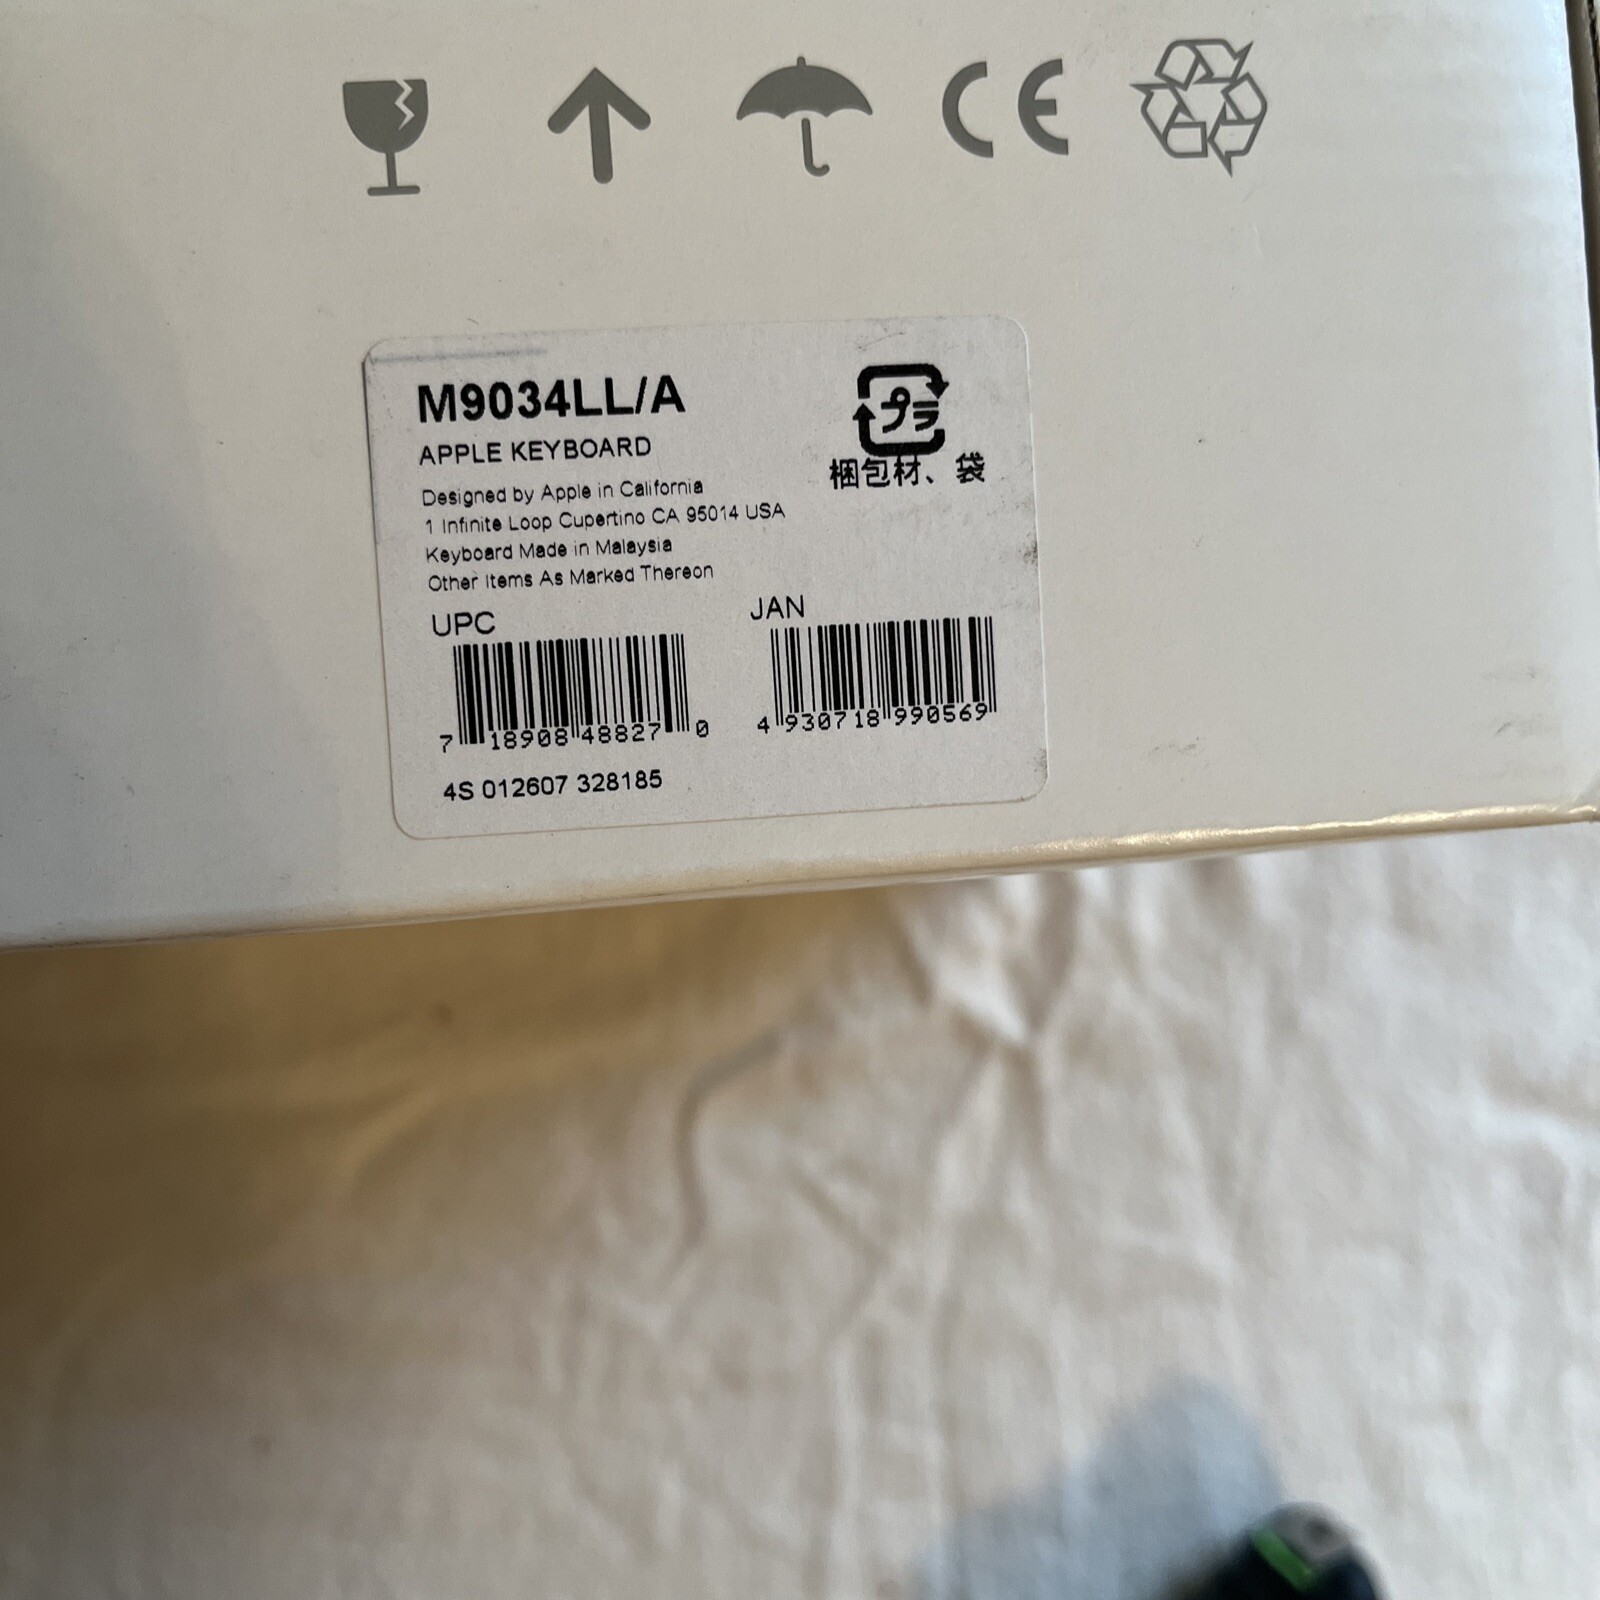 CE
M9034LL/A
APPLE KEYBOARD
プラ
梱包材、袋
Designed by Apple in California
1 Infinite Loop Cupertino CA 95014 USA
Keyboard Made in Malaysia
Other Items As Marked Thereon
UPC
7 18908 48827 0
JAN
4 930718 990569
4S 012607 328185